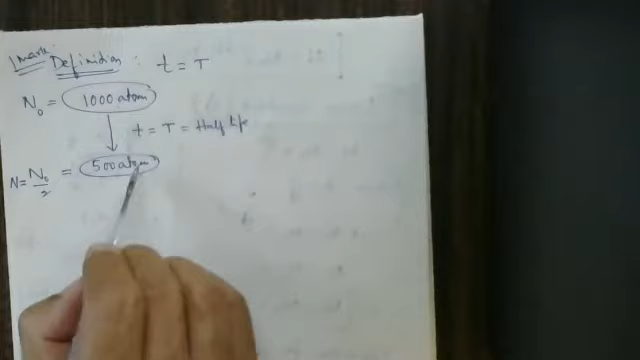 1 mark: Definition : t = T
N₀ = 1000 atom
t = T = Half life
N = N₀/2 = 500 atom